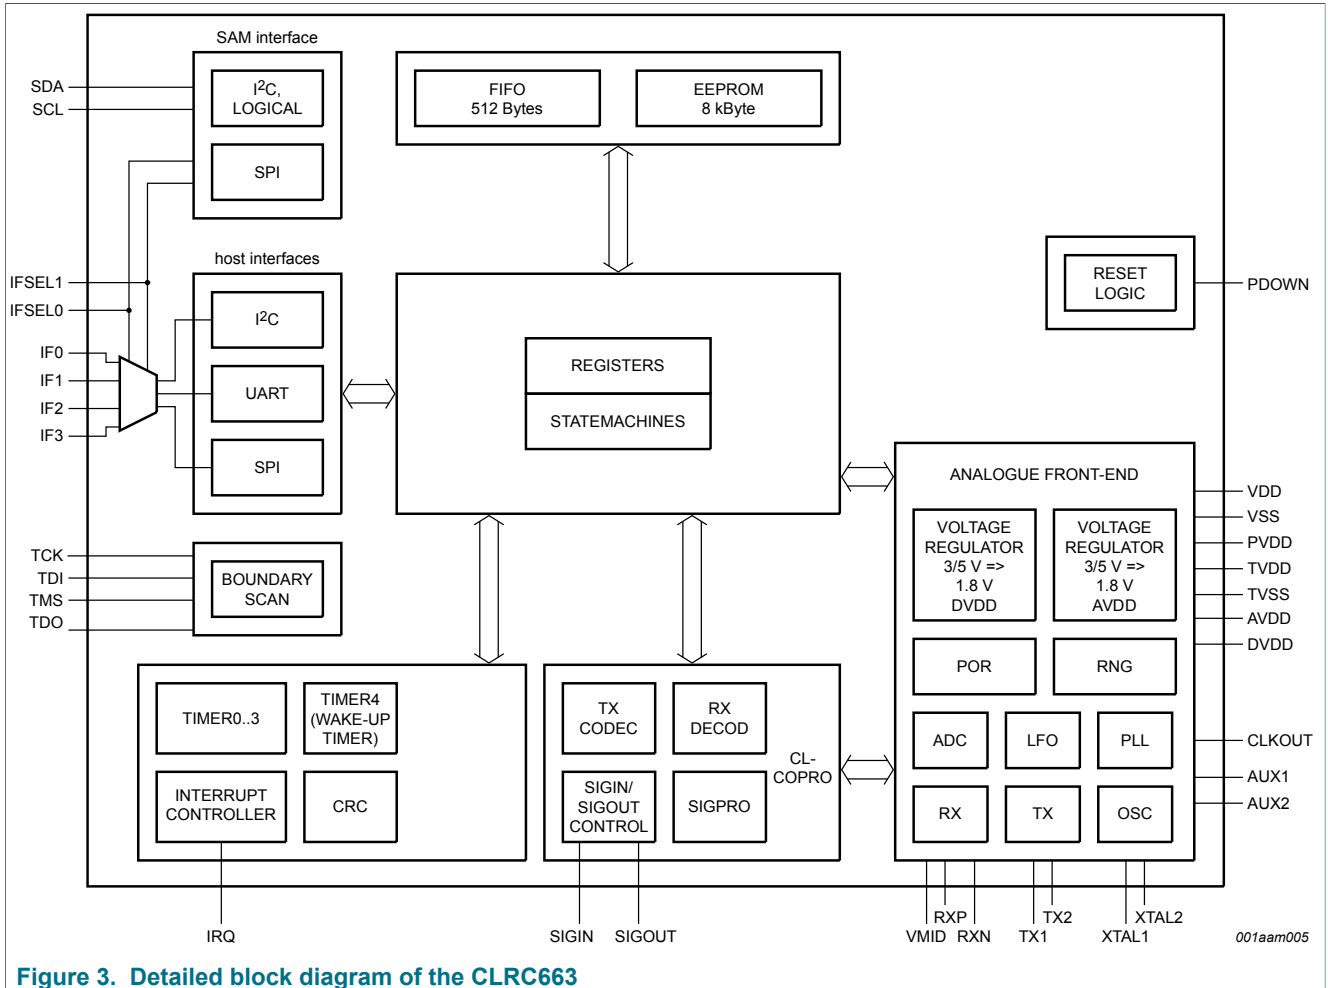 SAM interface
SDA
SCL
I2C,
LOGICAL
SPI
FIFO
512 Bytes
EEPROM
8 kByte
RESET
LOGIC
PDOWN
IFSEL1
IFSEL0
IF0
IF1
IF2
IF3
host interfaces
I2C
UART
SPI
REGISTERS
STATEMACHINES
TCK
TDI
TMS
TDO
BOUNDARY
SCAN
ANALOGUE FRONT-END
VOLTAGE
REGULATOR
3/5 V =>
1.8 V
DVDD
VOLTAGE
REGULATOR
3/5 V =>
1.8 V
AVDD
POR
RNG
ADC
LFO
PLL
RX
TX
OSC
VDD
VSS
PVDD
TVDD
TVSS
AVDD
DVDD
CLKOUT
AUX1
AUX2
TIMER0..3
TIMER4
(WAKE-UP
TIMER)
INTERRUPT
CONTROLLER
CRC
TX
CODEC
RX
DECOD
SIGIN/
SIGOUT
CONTROL
SIGPRO
CL-
COPRO
IRQ
SIGIN
SIGOUT
VMID
RXP
RXN
TX1
TX2
XTAL1
XTAL2
001aam005
Figure 3. Detailed block diagram of the CLRC663